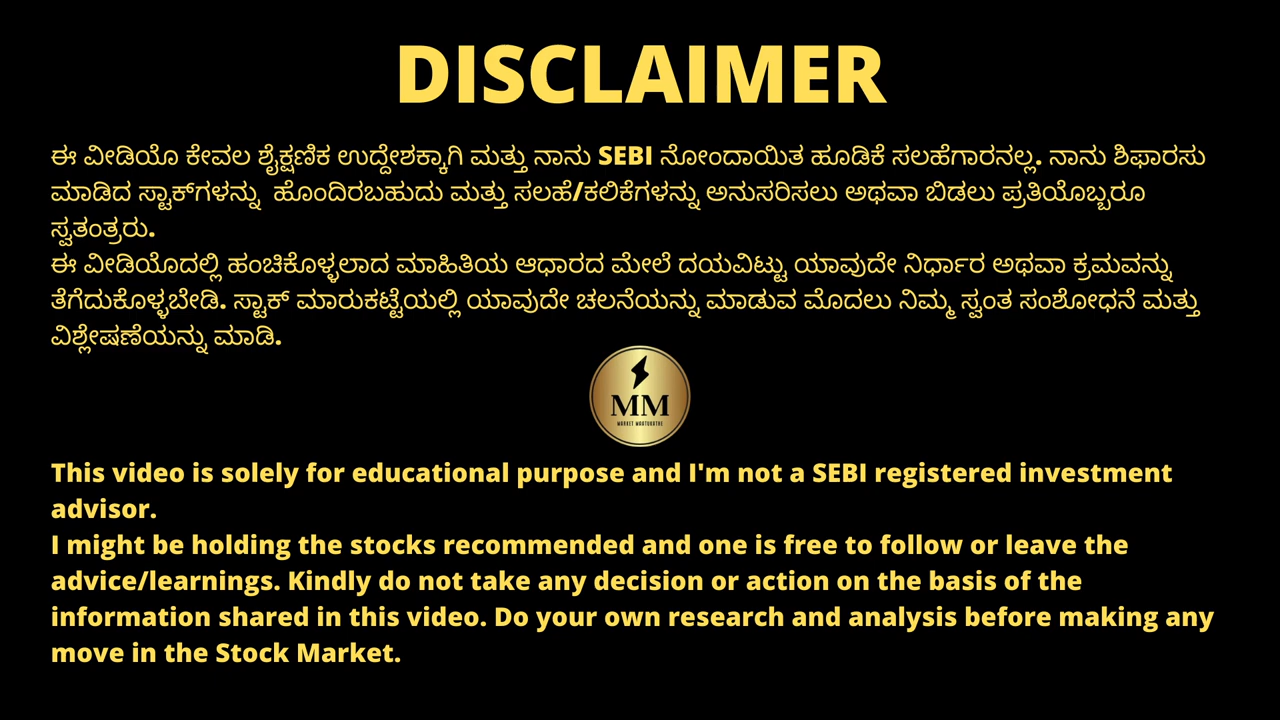 DISCLAIMER
ಈ ವೀಡಿಯೊ ಕೇವಲ ಶೈಕ್ಷಣಿಕ ಉದ್ದೇಶಕ್ಕಾಗಿ ಮತ್ತು ನಾನು SEBI ನೋಂದಾಯಿತ ಹೂಡಿಕೆ ಸಲಹೆಗಾರನಲ್ಲ. ನಾನು ಶಿಫಾರಸು
ಮಾಡಿದ ಸ್ಟಾಕ್‌ಗಳನ್ನು ಹೊಂದಿರಬಹುದು ಮತ್ತು ಸಲಹೆ/ಕಲಿಕೆಗಳನ್ನು ಅನುಸರಿಸಲು ಅಥವಾ ಬಿಡಲು ಪ್ರತಿಯೊಬ್ಬರೂ
ಸ್ವತಂತ್ರರು.
ಈ ವೀಡಿಯೊದಲ್ಲಿ ಹಂಚಿಕೊಳ್ಳಲಾದ ಮಾಹಿತಿಯ ಆಧಾರದ ಮೇಲೆ ದಯವಿಟ್ಟು ಯಾವುದೇ ನಿರ್ಧಾರ ಅಥವಾ ಕ್ರಮವನ್ನು
ತೆಗೆದುಕೊಳ್ಳಬೇಡಿ. ಸ್ಟಾಕ್ ಮಾರುಕಟ್ಟೆಯಲ್ಲಿ ಯಾವುದೇ ಚಲನೆಯನ್ನು ಮಾಡುವ ಮೊದಲು ನಿಮ್ಮ ಸ್ವಂತ ಸಂಶೋಧನೆ ಮತ್ತು
ವಿಶ್ಲೇಷಣೆಯನ್ನು ಮಾಡಿ.
MM
MARKET MAATUKATHE
This video is solely for educational purpose and I'm not a SEBI registered investment
advisor.
I might be holding the stocks recommended and one is free to follow or leave the
advice/learnings. Kindly do not take any decision or action on the basis of the
information shared in this video. Do your own research and analysis before making any
move in the Stock Market.